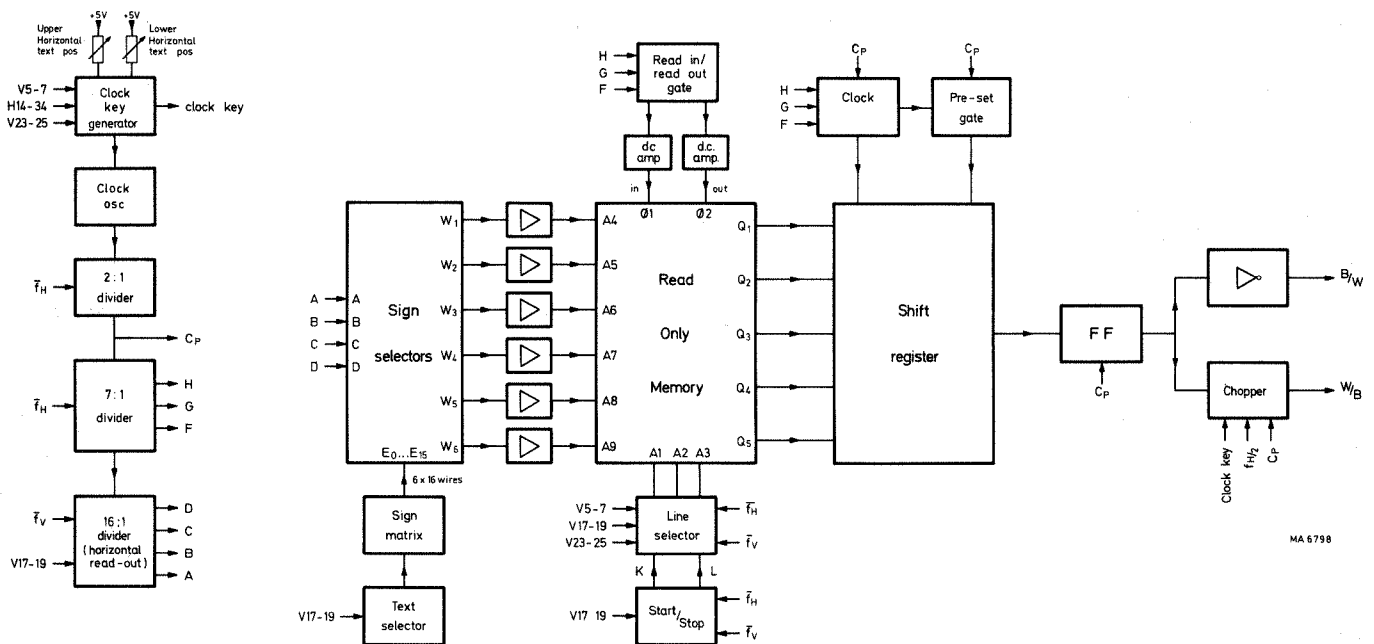 +5V
+5V
Upper
Horizontal
text pos
Lower
Horizontal
text pos
V5-7
H14-34
V23-25
Clock
key
generator
clock key
Clock
osc
f̅H
2:1
divider
CP
f̅H
7:1
divider
H
G
F
f̅V
V17-19
16:1
divider
(horizontal
read-out)
D
C
B
A
A
B
C
D
A
B
C
D
Sign
selectors
W1
W2
W3
W4
W5
W6
E0...E15
6 x 16 wires
Sign
matrix
V17-19
Text
selector
H
G
F
Read in/
read out
gate
dc
amp
d.c.
amp.
in
out
Ø1
Ø2
A4
A5
A6
A7
A8
A9
Read
Only
Memory
Q1
Q2
Q3
Q4
Q5
A1 A2 A3
V5-7
V17-19
V23-25
Line
selector
f̅H
f̅V
K
L
V17 19
Start/Stop
f̅H
f̅V
CP
H
G
F
Clock
CP
Pre-set
gate
Shift
register
FF
CP
B/W
Chopper
W/B
Clock key
fH/2
CP
MA 6798